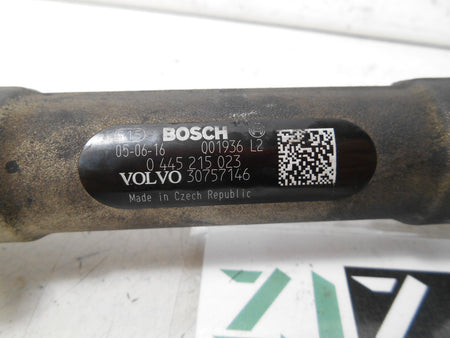 BOSCH
05-06-16 001936 L2
0 445 215 023
VOLVO 30757146
Made in Czech Republic